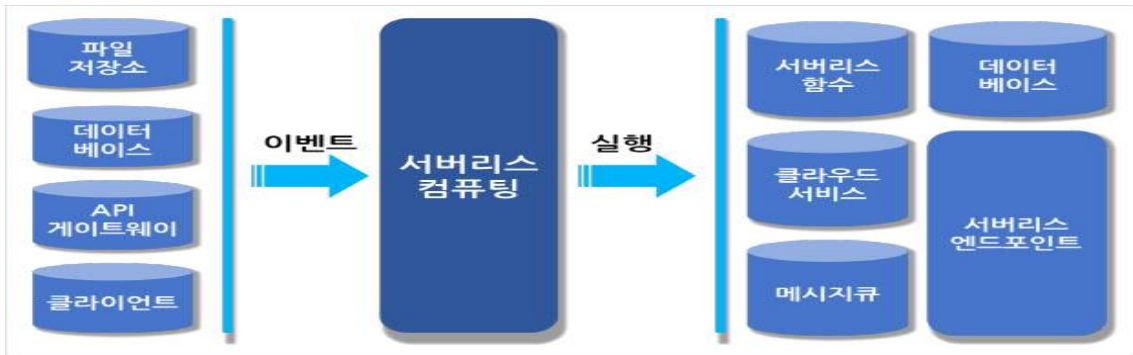 파일
저장소
데이터
베이스
API
게이트웨이
클라이언트
이벤트
서버리스
컴퓨팅
실행
서버리스
함수
데이터
베이스
클라우드
서비스
메시지큐
서버리스
엔드포인트